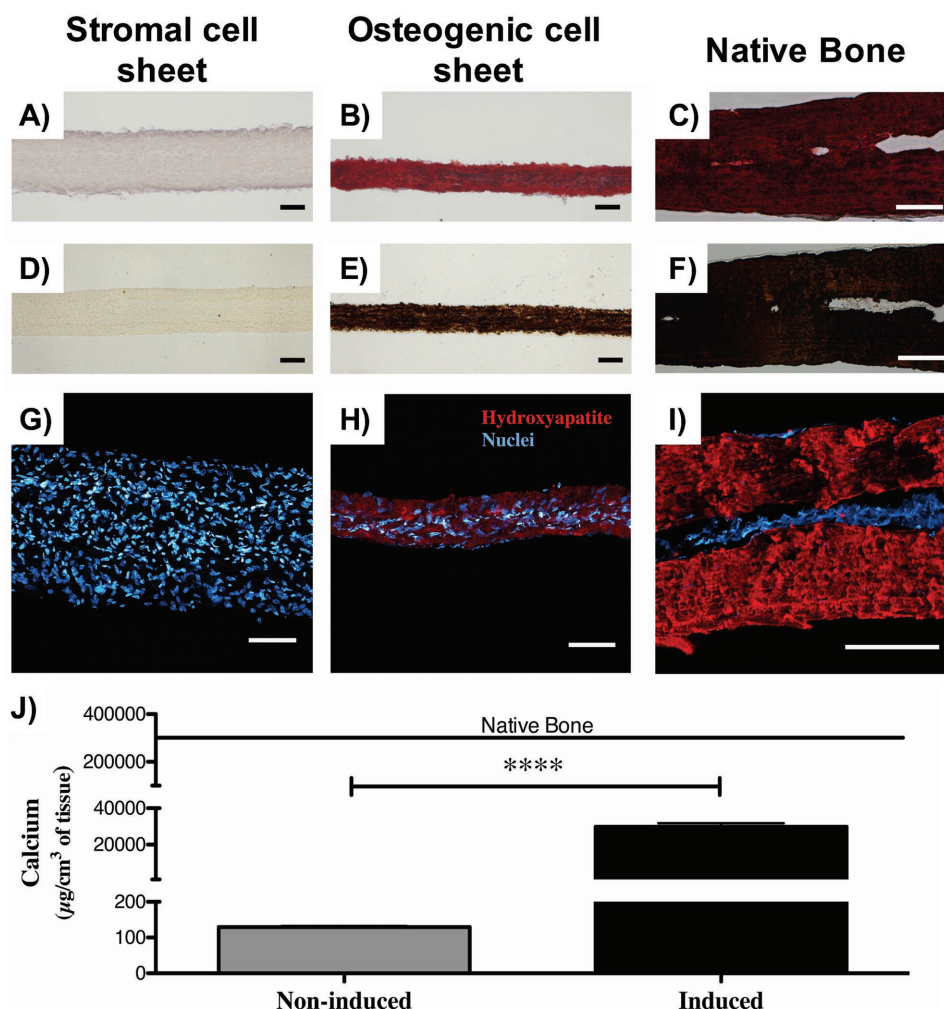 Stromal cell
sheet
Osteogenic cell
sheet
Native Bone
A)
B)
C)
D)
E)
F)
G)
H)
Hydroxyapatite
Nuclei
I)
J)
400000
200000
40000
20000
200
100
0
Calcium
(µg/cm³ of tissue)
Native Bone
****
Non-induced
Induced